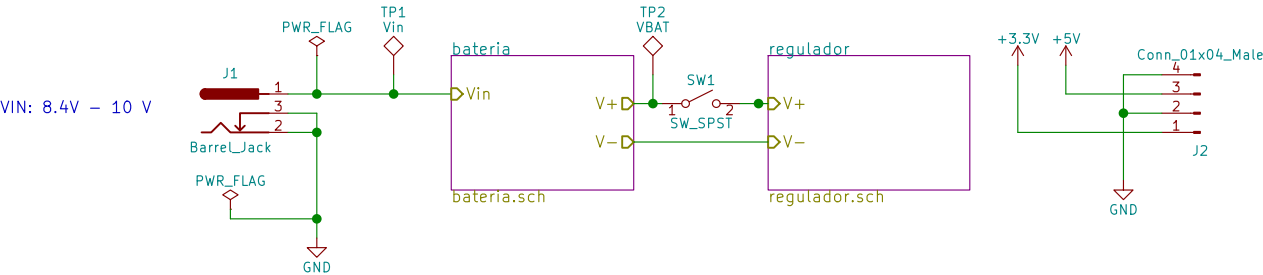 PWR_FLAG
TP1
Vin
TP2
VBAT
+3.3V
+5V
bateria
regulador
Conn_01x04_Male
J1
1
3
2
Barrel_Jack
VIN: 8.4V - 10 V
Vin
V+
V-
SW1
1
2
SW_SPST
V+
V-
4
3
2
1
J2
PWR_FLAG
bateria.sch
regulador.sch
GND
GND